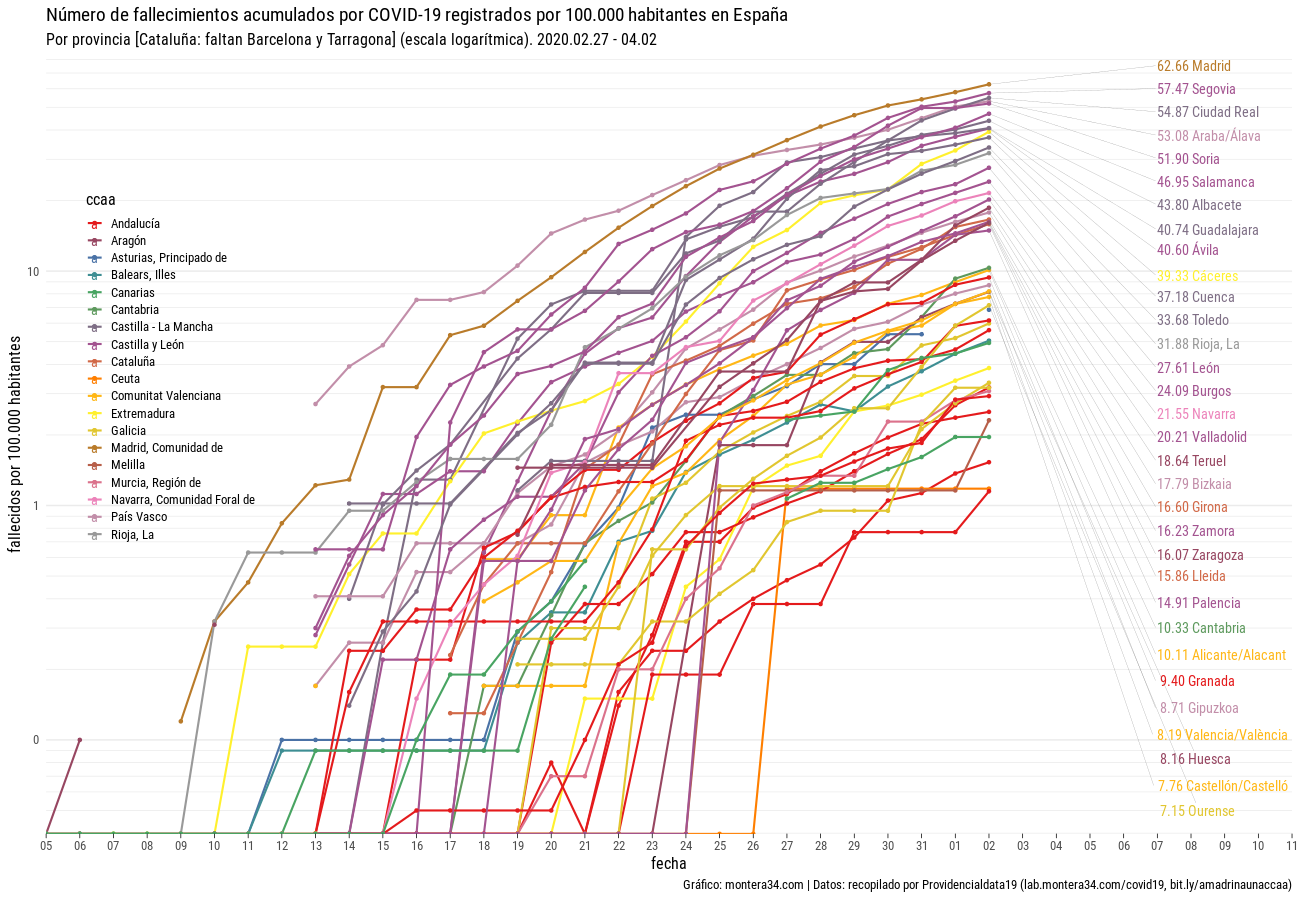 Número de fallecimientos acumulados por COVID-19 registrados por 100.000 habitantes en España
Por provincia [Cataluña: faltan Barcelona y Tarragona] (escala logarítmica). 2020.02.27 - 04.02
fallecidos por 100.000 habitantes
10
1
0
ccaa
Andalucía
Aragón
Asturias, Principado de
Balears, Illes
Canarias
Cantabria
Castilla - La Mancha
Castilla y León
Cataluña
Ceuta
Comunitat Valenciana
Extremadura
Galicia
Madrid, Comunidad de
Melilla
Murcia, Región de
Navarra, Comunidad Foral de
País Vasco
Rioja, La
62.66 Madrid
57.47 Segovia
54.87 Ciudad Real
53.08 Araba/Álava
51.90 Soria
46.95 Salamanca
43.80 Albacete
40.74 Guadalajara
40.60 Ávila
39.33 Cáceres
37.18 Cuenca
33.68 Toledo
31.88 Rioja, La
27.61 León
24.09 Burgos
21.55 Navarra
20.21 Valladolid
18.64 Teruel
17.79 Bizkaia
16.60 Girona
16.23 Zamora
16.07 Zaragoza
15.86 Lleida
14.91 Palencia
10.33 Cantabria
10.11 Alicante/Alacant
9.40 Granada
8.71 Gipuzkoa
8.19 Valencia/València
8.16 Huesca
7.76 Castellón/Castelló
7.15 Ourense
05 06 07 08 09 10 11 12 13 14 15 16 17 18 19 20 21 22 23 24 25 26 27 28 29 30 31 01 02 03 04 05 06 07 08 09 10 11
fecha
Gráfico: montera34.com | Datos: recopilado por Providencialdata19 (lab.montera34.com/covid19, bit.ly/amadrinaunaccaa)